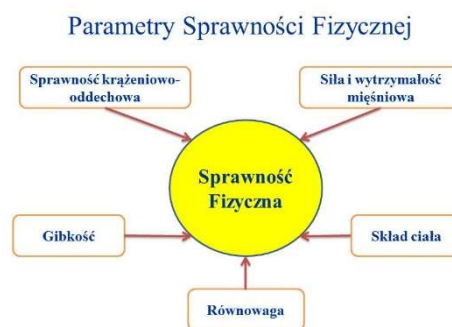 Parametry Sprawności Fizycznej
Sprawność krążeniowo-
oddechowa
Siła i wytrzymałość
mięśniowa
Sprawność
Fizyczna
Gibkość
Skład ciała
Równowaga